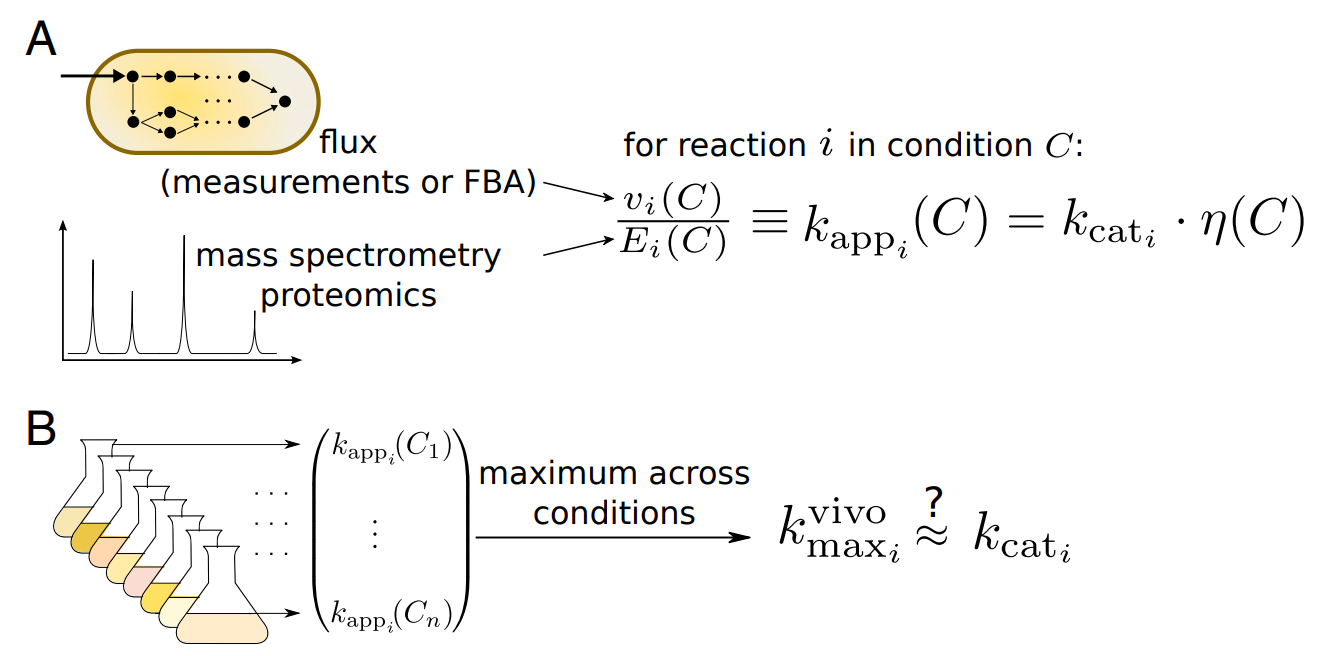 A
flux
(measurements or FBA)
mass spectrometry
proteomics
for reaction i in condition C:
v_i(C) / E_i(C) ≡ k_app_i(C) = k_cat_i · η(C)
B
k_app_i(C_1)
⋮
k_app_i(C_n)
maximum across
conditions
k_max_i^vivo ≈^? k_cat_i